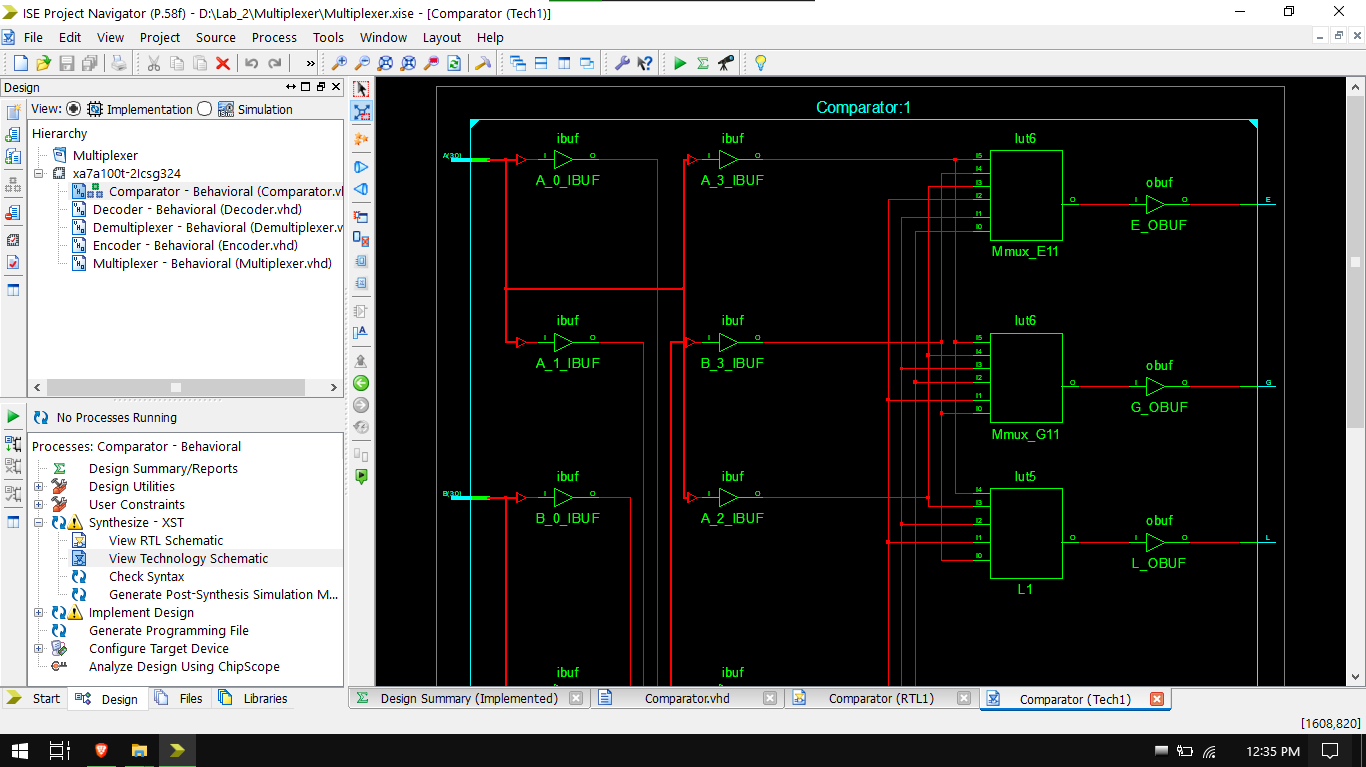 ISE Project Navigator (P.58f) - D:\Lab_2\Multiplexer\Multiplexer.xise - [Comparator (Tech1)]
File Edit View Project Source Process Tools Window Layout Help
Design
View: Implementation Simulation
Hierarchy
Multiplexer
xa7a100t-2Icsg324
Comparator - Behavioral (Comparator.vl
Decoder - Behavioral (Decoder.vhd)
Demultiplexer - Behavioral (Demultiplexer.v
Encoder - Behavioral (Encoder.vhd)
Multiplexer - Behavioral (Multiplexer.vhd)
No Processes Running
Processes: Comparator - Behavioral
Design Summary/Reports
Design Utilities
User Constraints
Synthesize - XST
View RTL Schematic
View Technology Schematic
Check Syntax
Generate Post-Synthesis Simulation M...
Implement Design
Generate Programming File
Configure Target Device
Analyze Design Using ChipScope
Start Design Files Libraries
Comparator:1
ibuf ibuf lut6
A(3:0) I O I O I5
A_0_IBUF A_3_IBUF
I4
I3
I2
I1
I0
obuf
O I O E
E_OBUF
Mmux_E11
ibuf ibuf lut6
I O I O I5
A_1_IBUF B_3_IBUF
I4
I3
I2
I1
I0
obuf
O I O G
G_OBUF
Mmux_G11
ibuf ibuf lut5
B(3:0) I O I O I4
B_0_IBUF A_2_IBUF
I3
I2
I1
I0
obuf
O I O L
L_OBUF
L1
ibuf ibuf
Design Summary (Implemented) Comparator.vhd Comparator (RTL1) Comparator (Tech1)
[1608,820]
12:35 PM